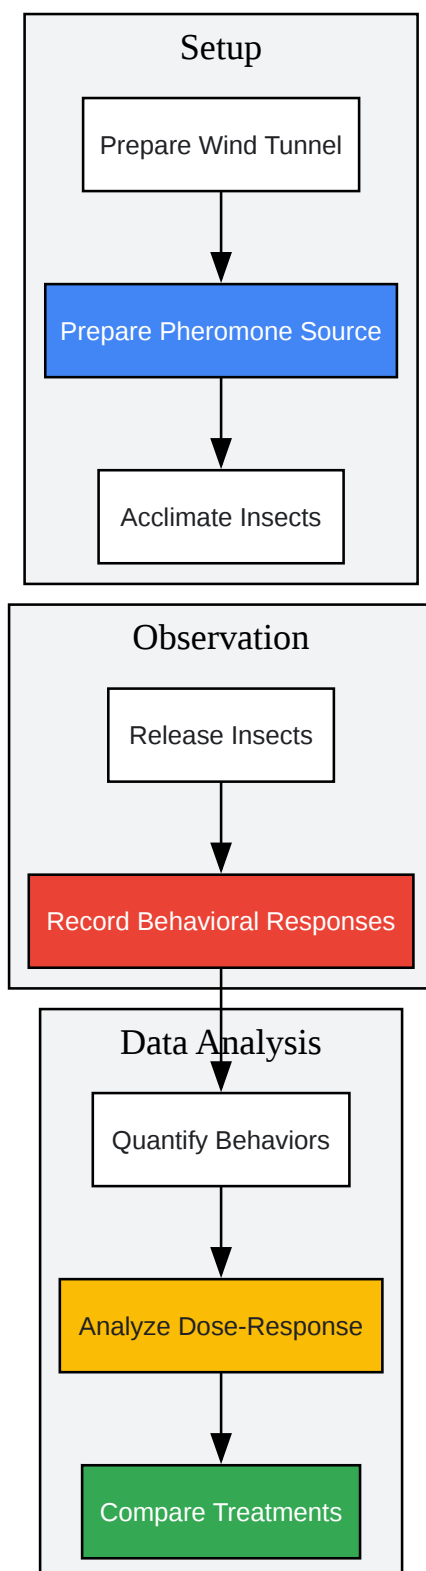 Setup
Prepare Wind Tunnel
Prepare Pheromone Source
Acclimate Insects
Observation
Release Insects
Record Behavioral Responses
Data Analysis
Quantify Behaviors
Analyze Dose-Response
Compare Treatments